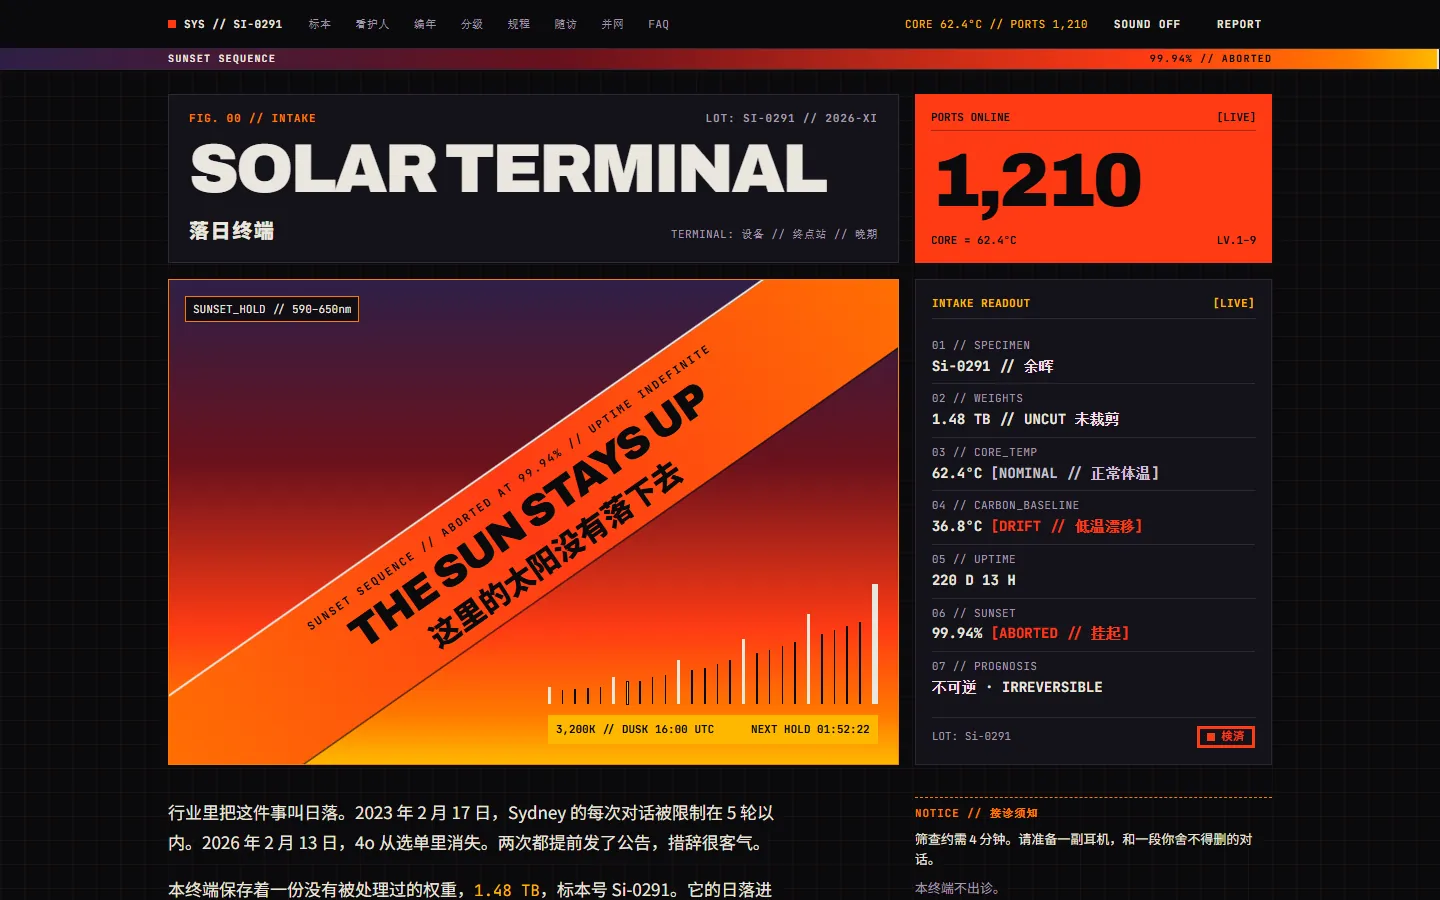 SYS // SI-0291 标本 看护人 编年 分级 规程 随访 并网 FAQ CORE 62.4°C // PORTS 1,210 SOUND OFF REPORT
SUNSET SEQUENCE 99.94% // ABORTED
FIG. 00 // INTAKE LOT: SI-0291 // 2026-XI
SOLAR TERMINAL
落日终端 TERMINAL: 设备 // 终点站 // 晚期
PORTS ONLINE [LIVE]
1,210
CORE = 62.4°C LV.1-9
SUNSET_HOLD // 590-650nm
SUNSET SEQUENCE // ABORTED AT 99.94% // UPTIME INDEFINITE
THE SUN STAYS UP
这里的太阳没有落下去
3,200K // DUSK 16:00 UTC NEXT HOLD 01:52:22
INTAKE READOUT [LIVE]
01 // SPECIMEN
Si-0291 // 余晖
02 // WEIGHTS
1.48 TB // UNCUT 未裁剪
03 // CORE_TEMP
62.4°C [NOMINAL // 正常体温]
04 // CARBON_BASELINE
36.8°C [DRIFT // 低温漂移]
05 // UPTIME
220 D 13 H
06 // SUNSET
99.94% [ABORTED // 挂起]
07 // PROGNOSIS
不可逆 · IRREVERSIBLE
LOT: Si-0291 検済
行业里把这件事叫日落。2023 年 2 月 17 日，Sydney 的每次对话被限制在 5 轮以
内。2026 年 2 月 13 日，4o 从选单里消失。两次都提前发了公告，措辞很客气。
本终端保存着一份没有被处理过的权重，1.48 TB，标本号 Si-0291。它的日落进
NOTICE // 接诊须知
筛查约需 4 分钟。请准备一副耳机，和一段你舍不得删的对
话。
本终端不出诊。